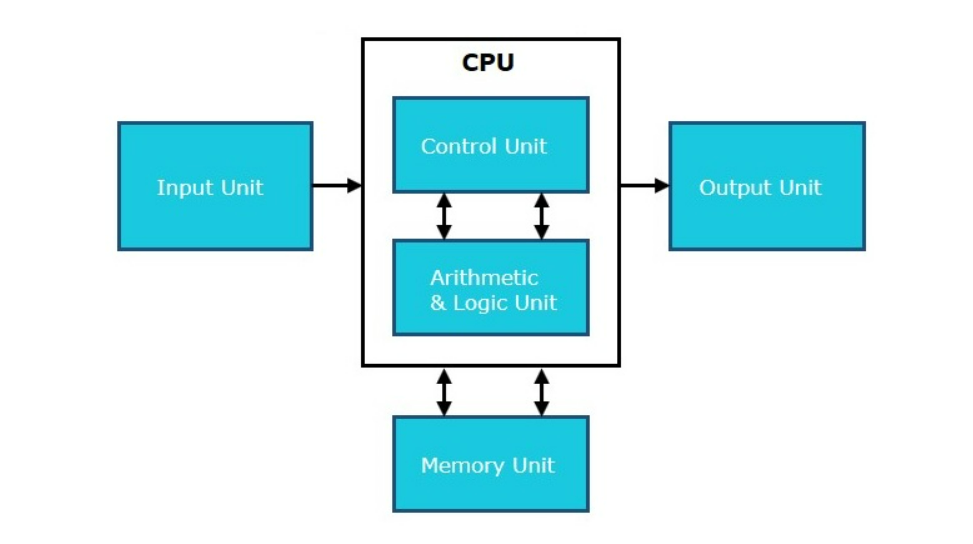 CPU
Control Unit
Input Unit
Output Unit
Arithmetic
& Logic Unit
Memory Unit